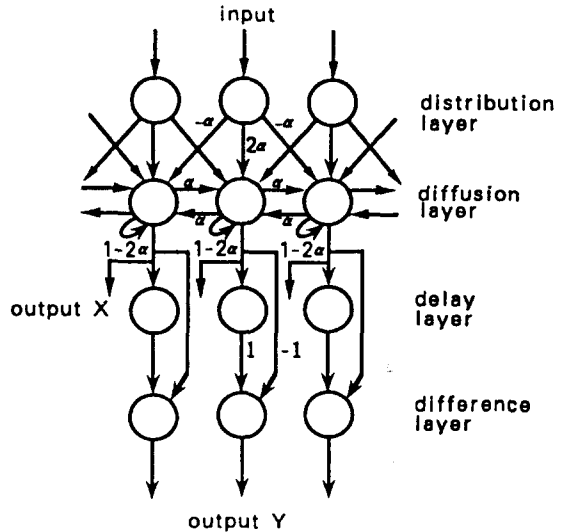 input
distribution
layer
-α -α
2α
α α
diffusion
layer
α α
1-2α 1-2α 1-2α
output X
delay
layer
1 -1
difference
layer
output Y